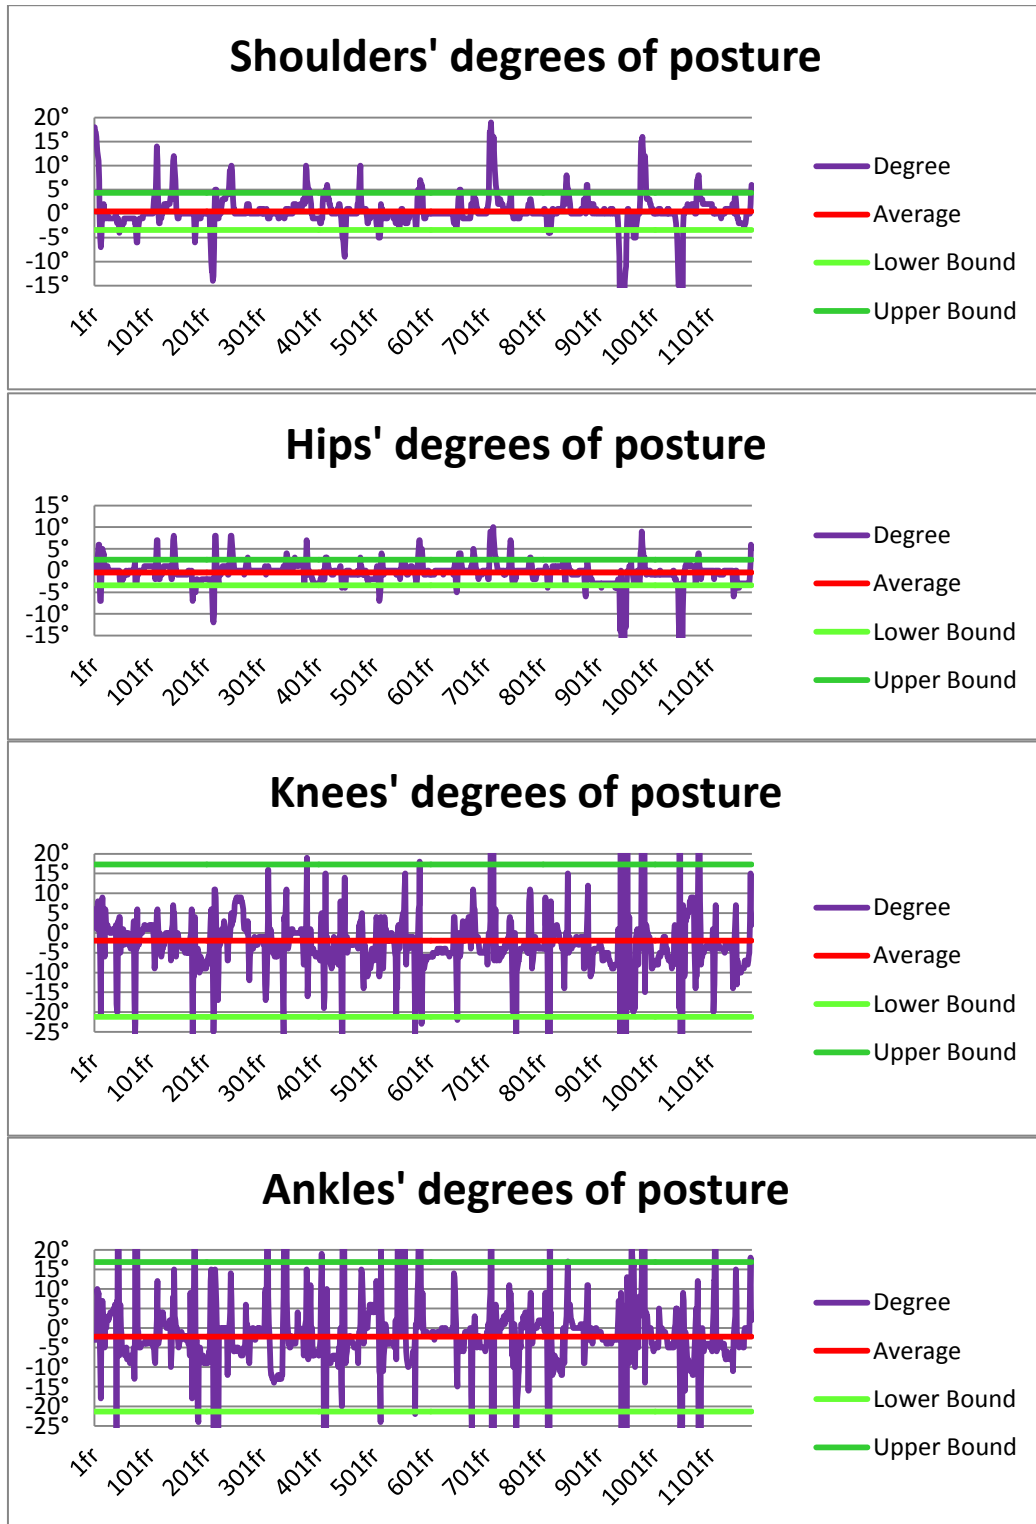 Shoulders' degrees of posture
20°
15°
10°
5°
0°
-5°
-10°
-15°
1fr 101fr 201fr 301fr 401fr 501fr 601fr 701fr 801fr 901fr 1001fr 1101fr
Degree
Average
Lower Bound
Upper Bound
Hips' degrees of posture
15°
10°
5°
0°
-5°
-10°
-15°
1fr 101fr 201fr 301fr 401fr 501fr 601fr 701fr 801fr 901fr 1001fr 1101fr
Degree
Average
Lower Bound
Upper Bound
Knees' degrees of posture
20°
15°
10°
5°
0°
-5°
-10°
-15°
-20°
-25°
1fr 101fr 201fr 301fr 401fr 501fr 601fr 701fr 801fr 901fr 1001fr 1101fr
Degree
Average
Lower Bound
Upper Bound
Ankles' degrees of posture
20°
15°
10°
5°
0°
-5°
-10°
-15°
-20°
-25°
1fr 101fr 201fr 301fr 401fr 501fr 601fr 701fr 801fr 901fr 1001fr 1101fr
Degree
Average
Lower Bound
Upper Bound